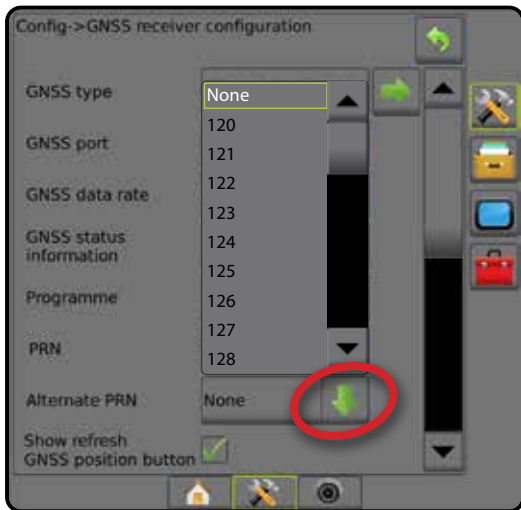 Config->GNSS receiver configuration
GNSS type
None
120
121
122
123
124
125
126
127
128
GNSS port
GNSS data rate
GNSS status
information
Programme
PRN
Alternate PRN
None
Show refresh
GNSS position button